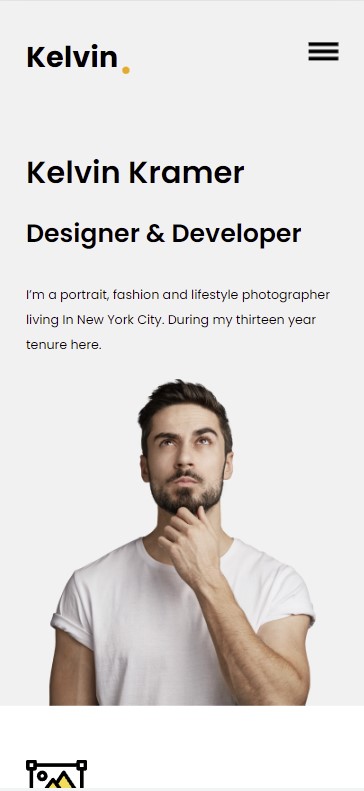 Kelvin.
Kelvin Kramer
Designer & Developer
I'm a portrait, fashion and lifestyle photographer
living In New York City. During my thirteen year
tenure here.